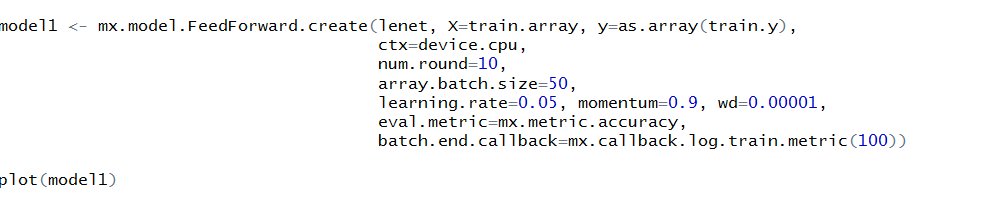 model1 <- mx.model.FeedForward.create(lenet, X=train.array, y=as.array(train.y),
ctx=device.cpu,
num.round=10,
array.batch.size=50,
learning.rate=0.05, momentum=0.9, wd=0.00001,
eval.metric=mx.metric.accuracy,
batch.end.callback=mx.callback.log.train.metric(100))
plot(model1)